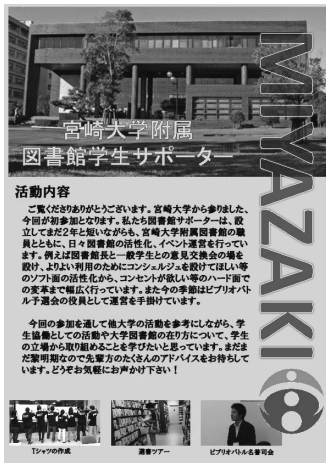 MIYAZAKI
宮崎大学附属
図書館学生サポーター
活動内容
ご覧くださりありがとうございます。宮崎大学から参りました、
今回が初参加となります。私たち図書館サポーターは、設
立してまだ2年と短いながらも、宮崎大学附属図書館の職
員とともに、日々図書館の活性化、イベント運営を行ってい
ます。例えば図書館長と一般学生との意見交換会の場を
設け、よりよい利用のためにコンシェルジュを設けてほしい等
のソフト面の活性化から、コンセントが欲しい等のハード面で
の変革まで幅広く行っています。また今の季節はビブリオバト
ル予選会の役員として運営を手掛けています。
今回の参加を通して他大学の活動を参考にしながら、学
生協働としての活動や大学図書館の在り方について、学生
の立場から取り組めることを学びたいと思っています。まだま
だ黎明期なので先輩方のたくさんのアドバイスをお待ちして
います。どうぞお気軽にお声かけ下さい！
Tシャツの作成
選書ツアー
ビブリオバトル名番司会